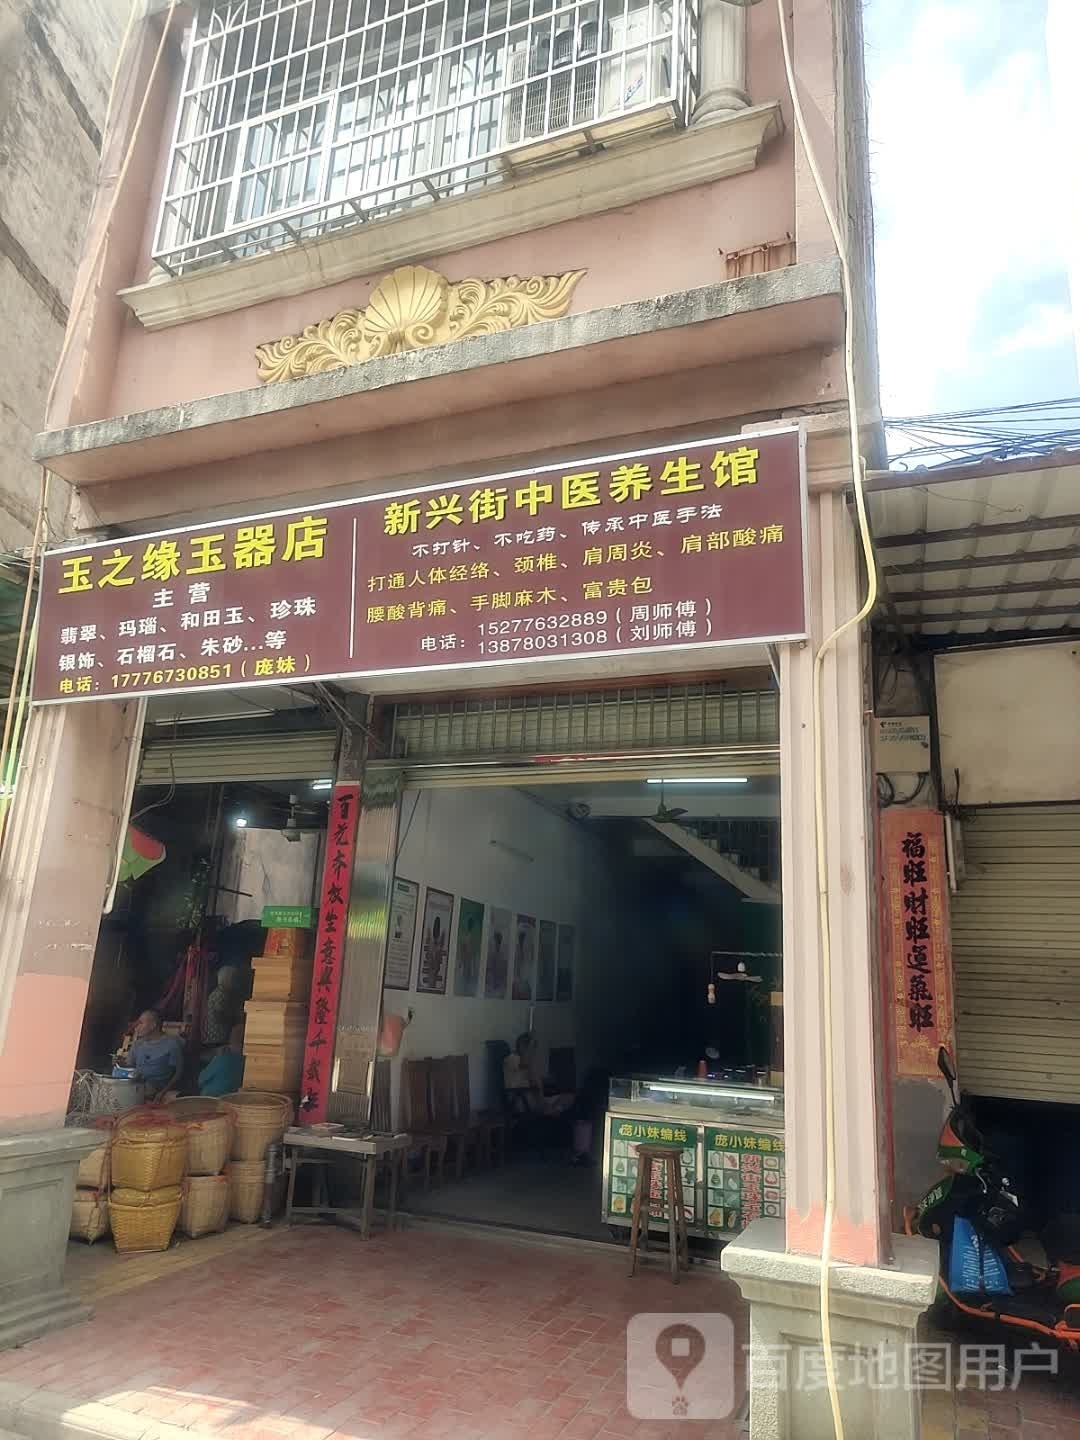 玉之缘玉器店
主营
翡翠、玛瑙、和田玉、珍珠
银饰、石榴石、朱砂...等
电话：17776730851（庞妹）
新兴街中医养生馆
不打针、不吃药、传承中医手法
打通人体经络、颈椎、肩周炎、肩部酸痛
腰酸背痛、手脚麻木、富贵包
电话：15277632889（周师傅）
13878031308（刘师傅）
福旺财旺运氣旺
庞小妹编线
庞小妹编线
百度地图用户